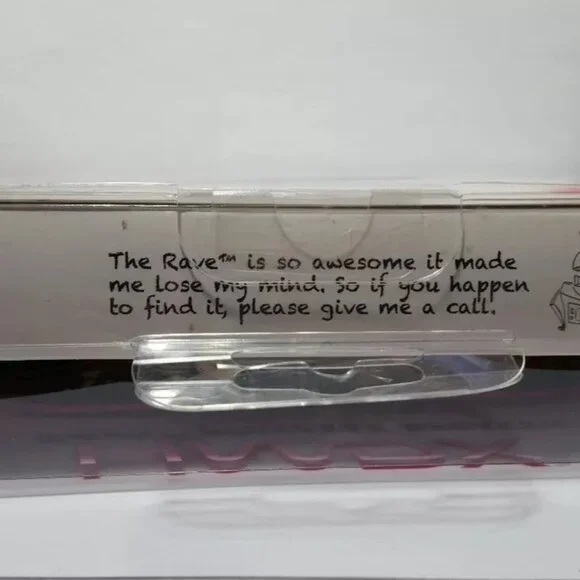 The Rave™ is so awesome it made
me lose my mind. So if you happen
to find it, please give me a call.